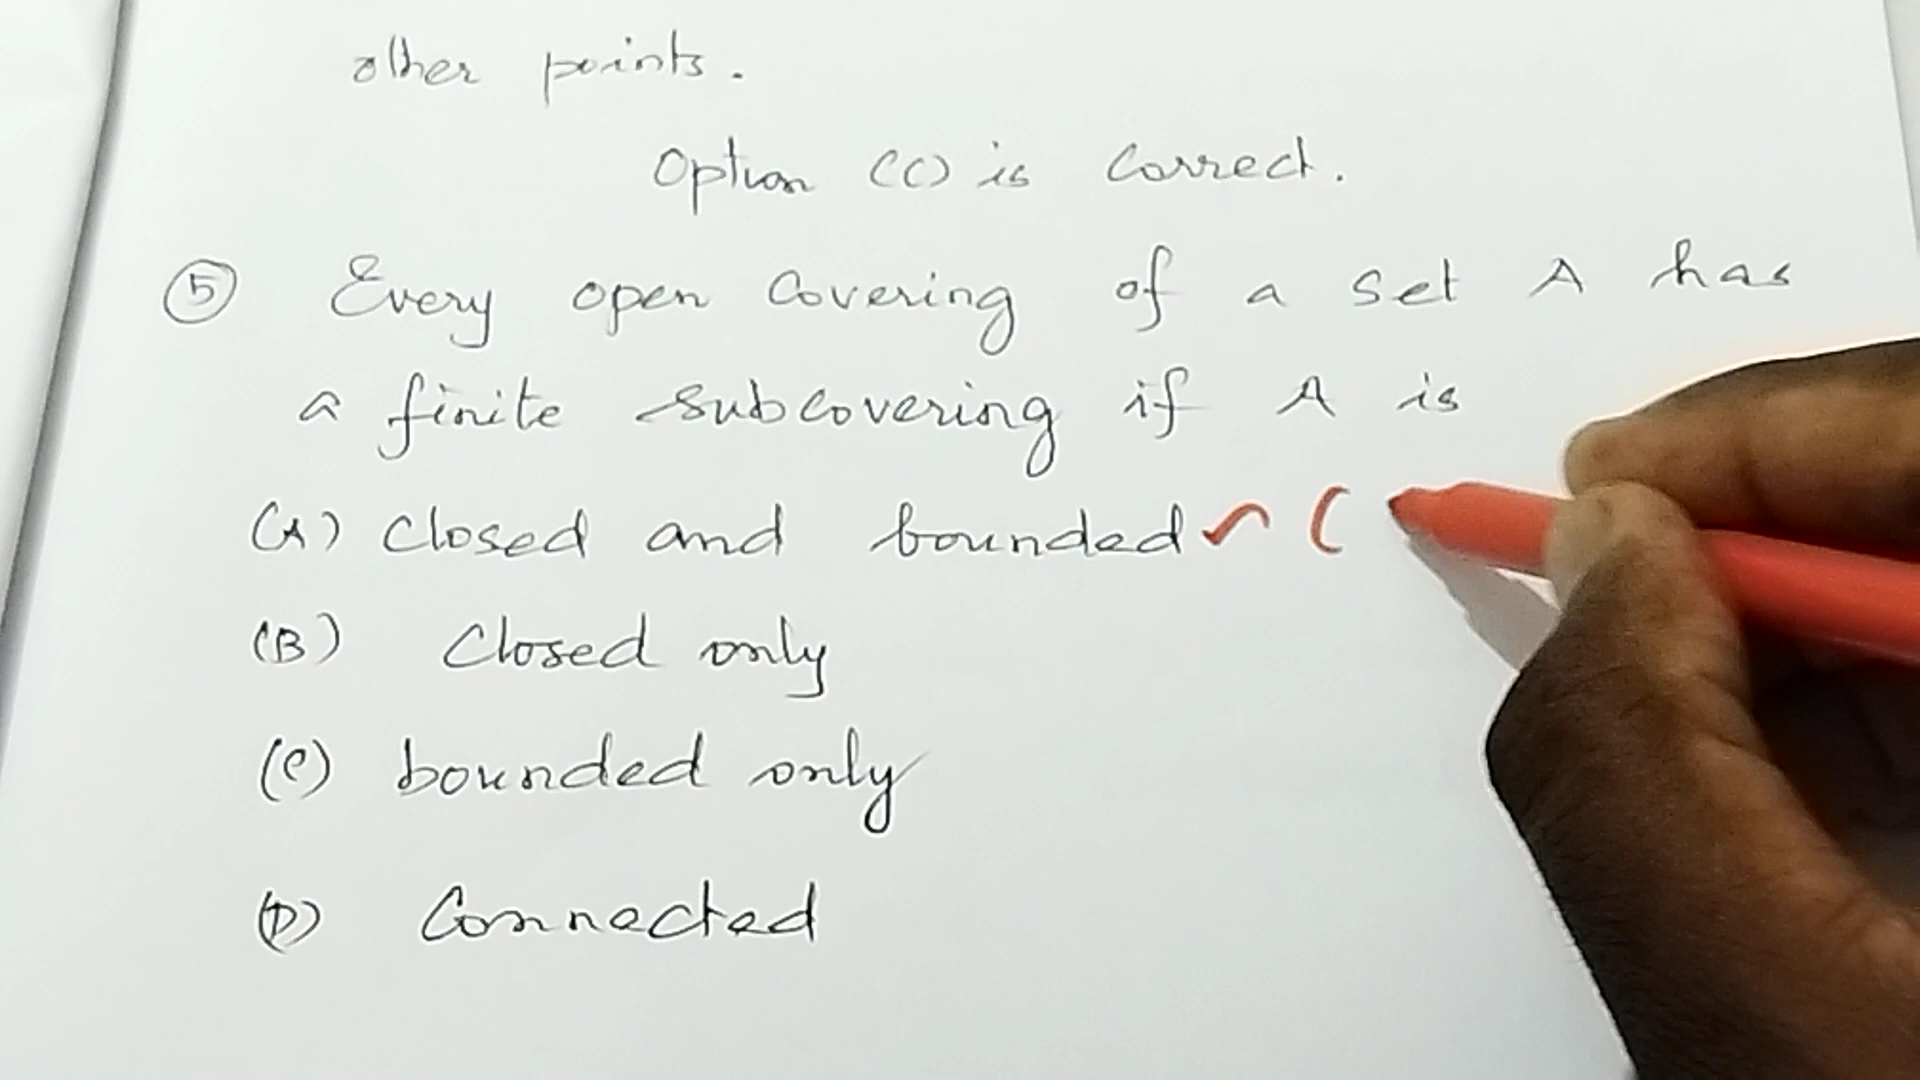 other points.
Option (C) is Correct.
5 Every open Covering of a set A has
a finite subcovering if A is
(A) Closed and bounded ✓ (
(B) Closed only
(C) bounded only
(D) Connected